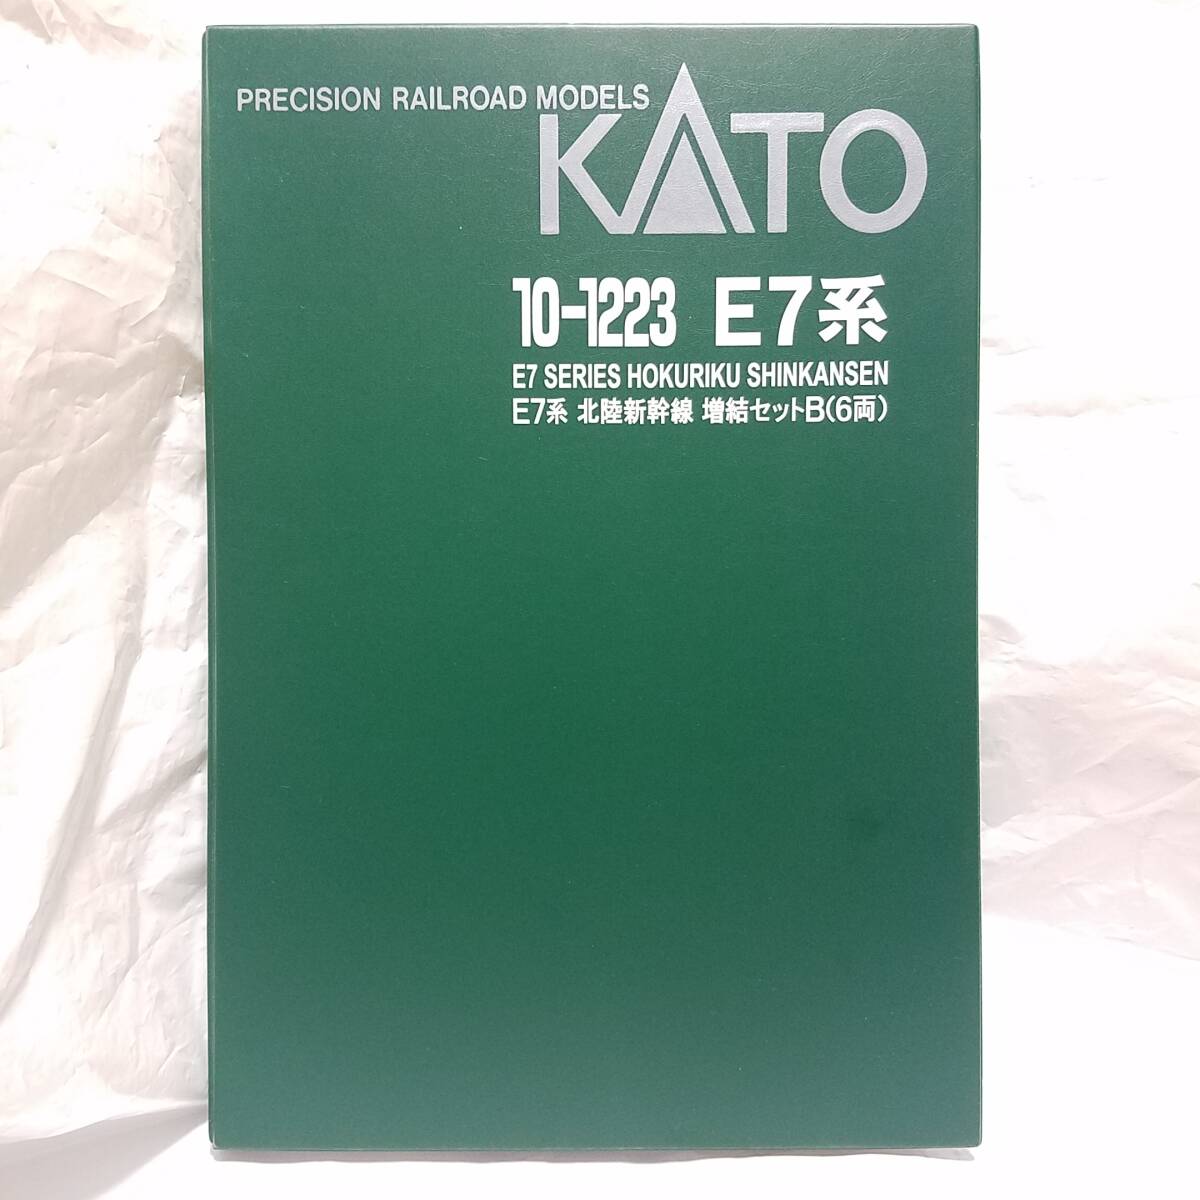 PRECISION RAILROAD MODELS
KATO
10-1223 E7系
E7 SERIES HOKURIKU SHINKANSEN
E7系 北陸新幹線 増結セットB(6両)